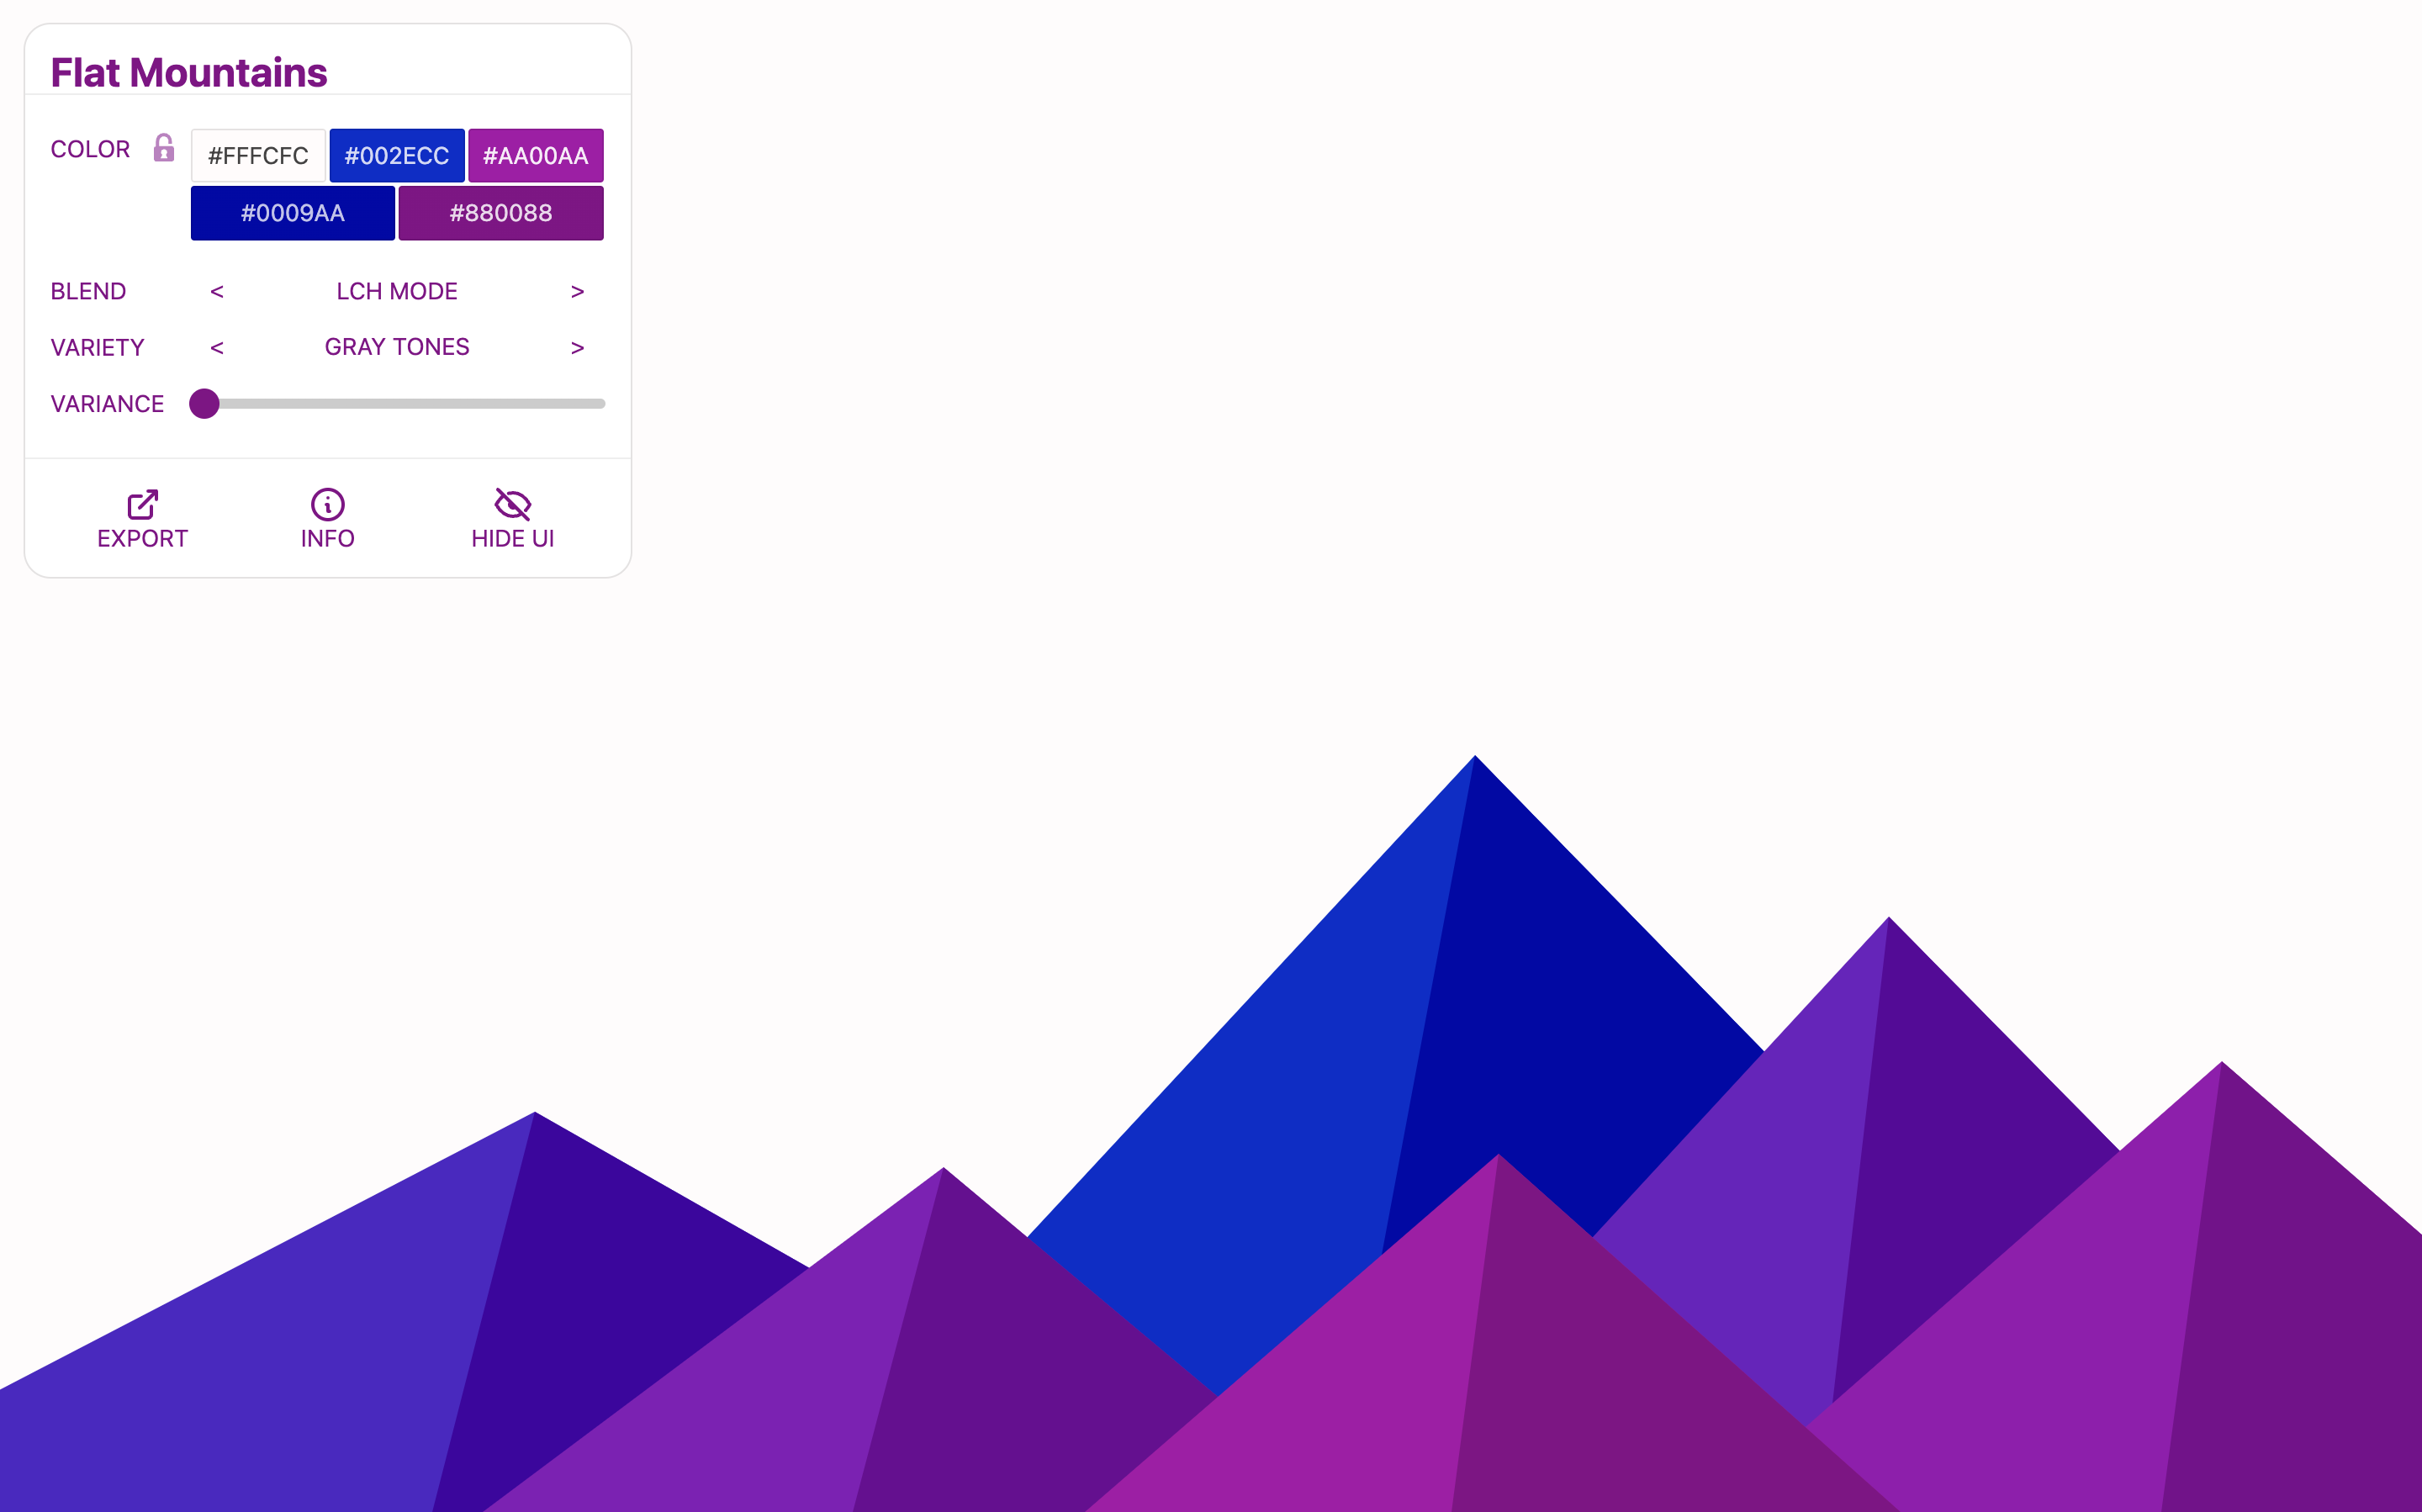 Flat Mountains
COLOR #FFFCFC #002ECC #AA00AA
#0009AA #880088
BLEND < LCH MODE >
VARIETY < GRAY TONES >
VARIANCE
EXPORT INFO HIDE UI